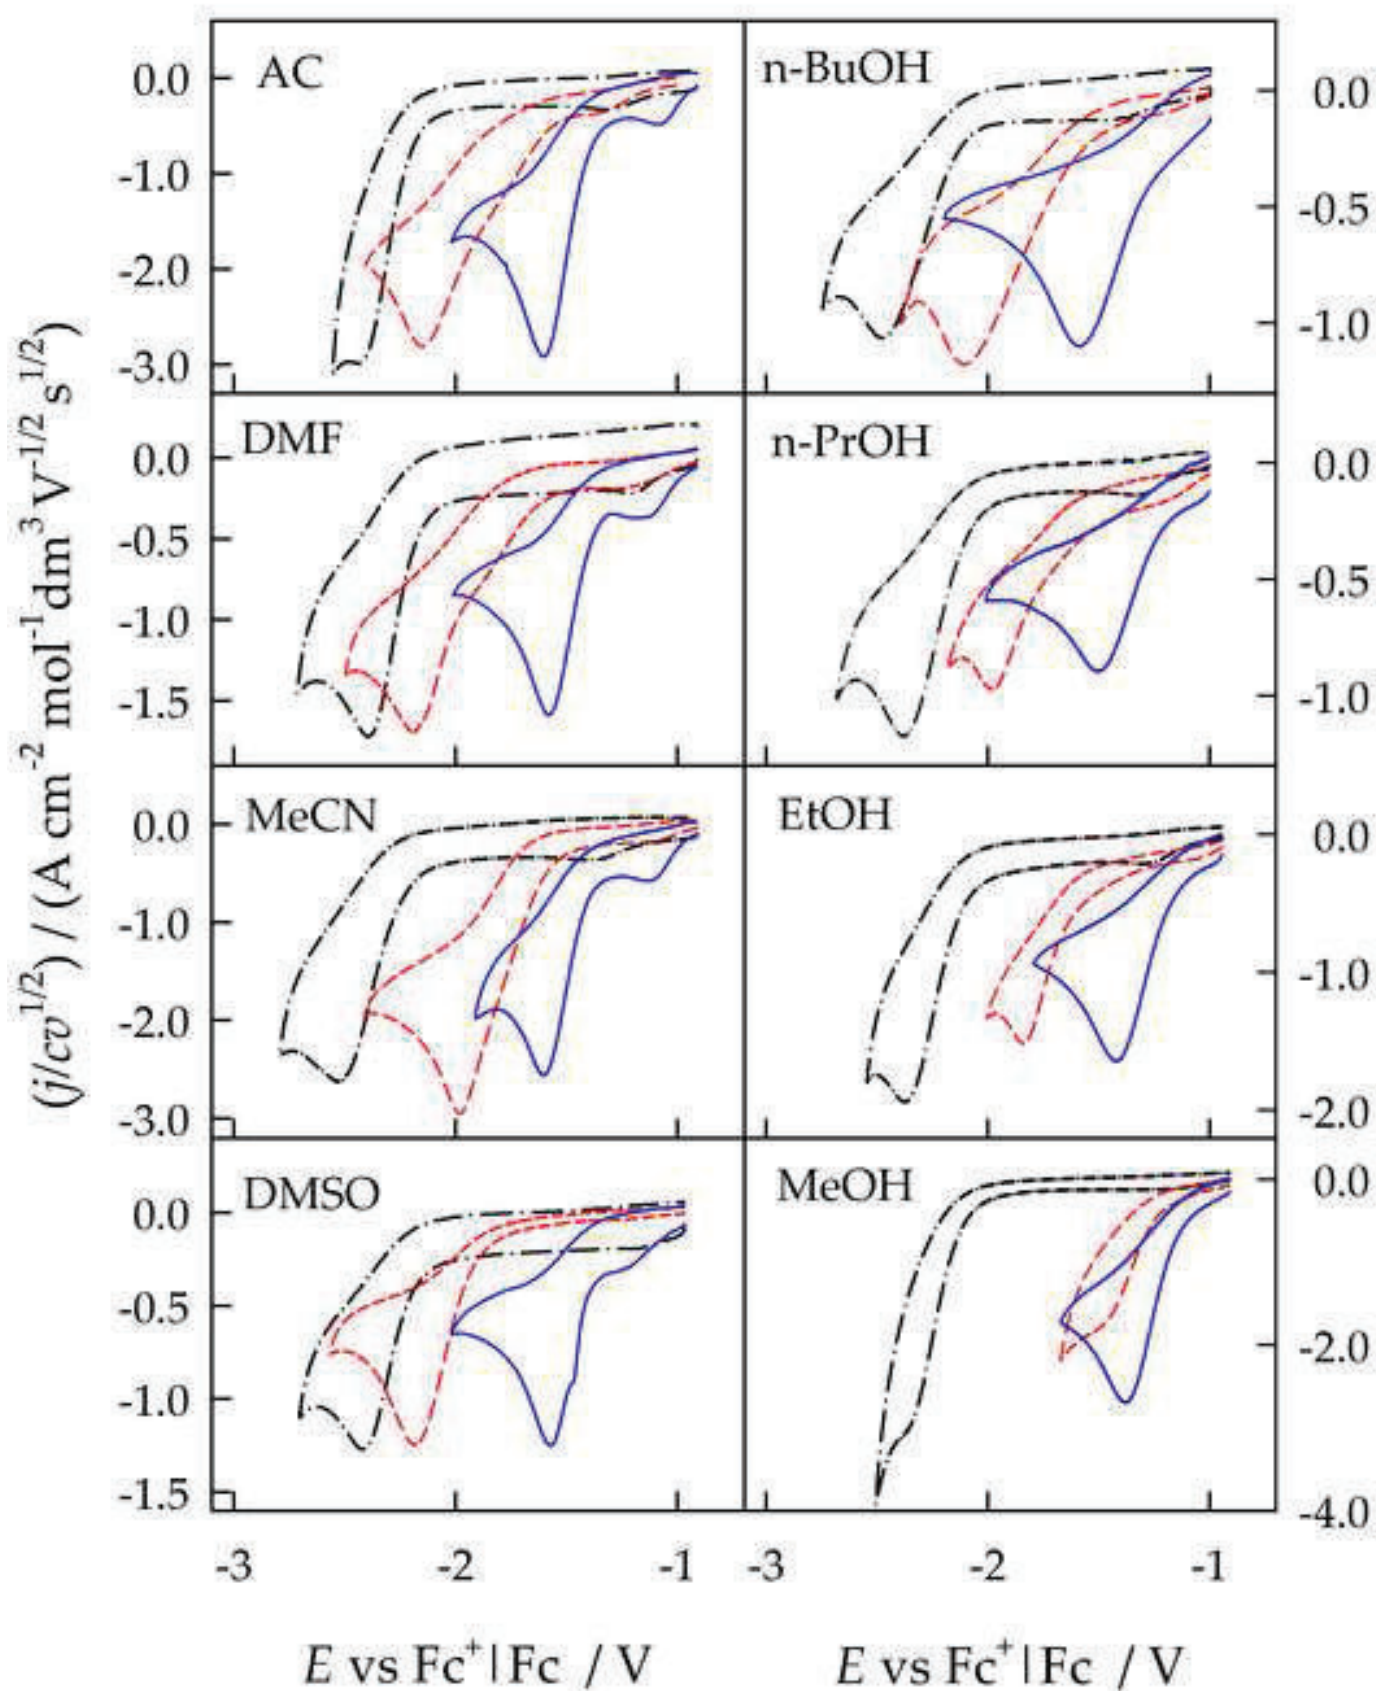 (j/cv^1/2) / (A cm^-2 mol^-1 dm^3 V^-1/2 s^1/2)
AC
0.0
-1.0
-2.0
-3.0
n-BuOH
0.0
-0.5
-1.0
DMF
0.0
-0.5
-1.0
-1.5
n-PrOH
0.0
-0.5
-1.0
MeCN
0.0
-1.0
-2.0
-3.0
EtOH
0.0
-1.0
-2.0
DMSO
0.0
-0.5
-1.0
-1.5
MeOH
0.0
-2.0
-4.0
-3 -2 -1
-3 -2 -1
E vs Fc^+ | Fc / V
E vs Fc^+ | Fc / V